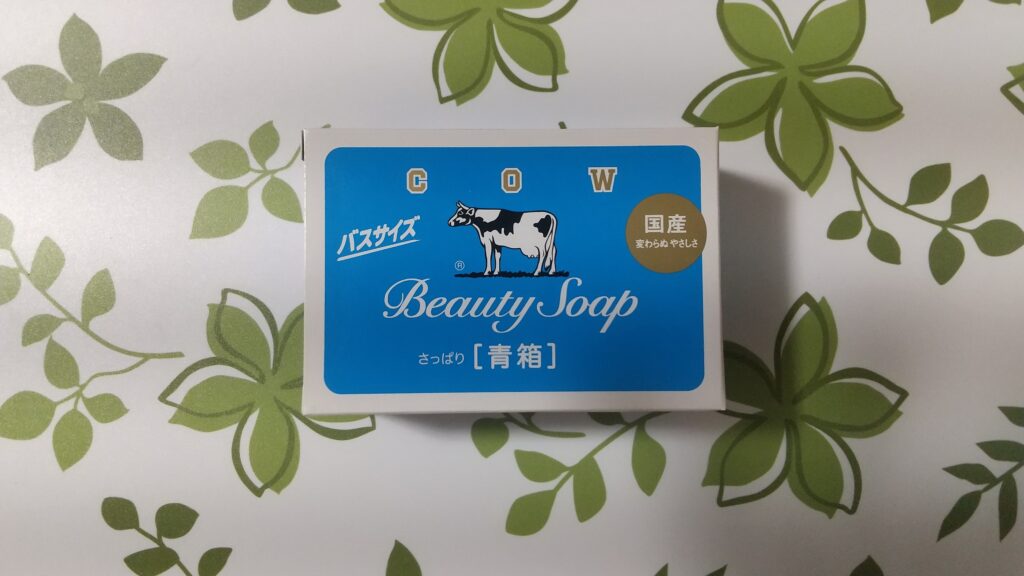 COW
バスサイズ
国産
変わらぬ やさしさ
®
Beauty Soap
さっぱり [青箱]